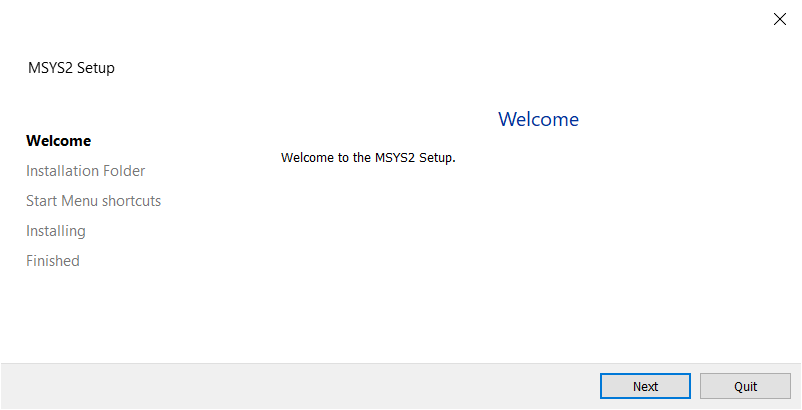 MSYS2 Setup
Welcome
Welcome
Welcome to the MSYS2 Setup.
Installation Folder
Start Menu shortcuts
Installing
Finished
Next
Quit